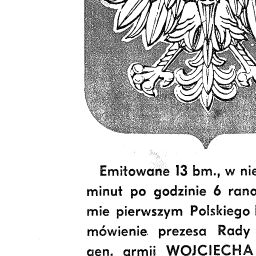 Emitowane 13 bm., w nie
minut po godzinie 6 rano
mie pierwszym Polskiego
mówienie prezesa Rady
gen. armii WOJCIECHA